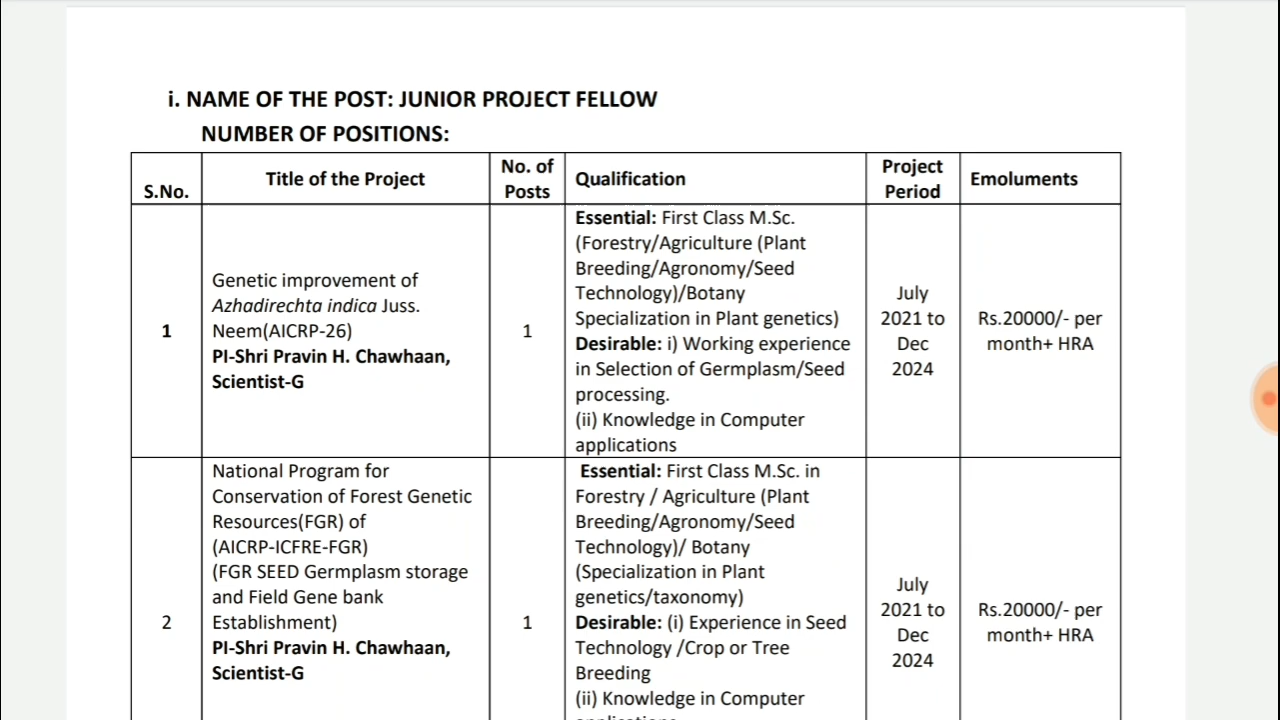 i. NAME OF THE POST: JUNIOR PROJECT FELLOW
NUMBER OF POSITIONS:
S.No.
Title of the Project
No. of
Posts
Qualification
Project
Period
Emoluments
1
Genetic improvement of
Azhadirechta indica Juss.
Neem(AICRP-26)
PI-Shri Pravin H. Chawhaan,
Scientist-G
1
Essential: First Class M.Sc.
(Forestry/Agriculture (Plant
Breeding/Agronomy/Seed
Technology)/Botany
Specialization in Plant genetics)
Desirable: i) Working experience
in Selection of Germplasm/Seed
processing.
(ii) Knowledge in Computer
applications
July
2021 to
Dec
2024
Rs.20000/- per
month+ HRA
2
National Program for
Conservation of Forest Genetic
Resources(FGR) of
(AICRP-ICFRE-FGR)
(FGR SEED Germplasm storage
and Field Gene bank
Establishment)
PI-Shri Pravin H. Chawhaan,
Scientist-G
1
Essential: First Class M.Sc. in
Forestry / Agriculture (Plant
Breeding/Agronomy/Seed
Technology)/ Botany
(Specialization in Plant
genetics/taxonomy)
Desirable: (i) Experience in Seed
Technology /Crop or Tree
Breeding
(ii) Knowledge in Computer
July
2021 to
Dec
2024
Rs.20000/- per
month+ HRA